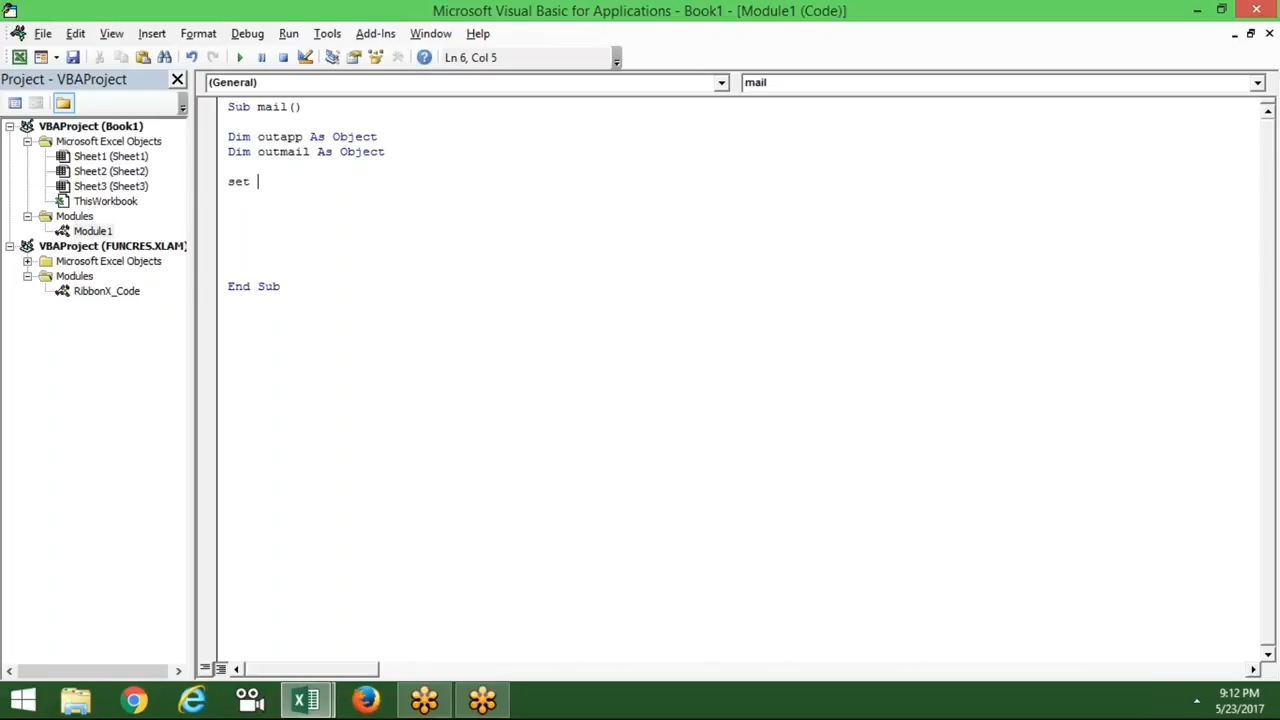 Microsoft Visual Basic for Applications - Book1 - [Module1 (Code)]
File Edit View Insert Format Debug Run Tools Add-Ins Window Help
Ln 6, Col 5
Project - VBAProject
(General)
mail
VBAProject (Book1)
Microsoft Excel Objects
Sheet1 (Sheet1)
Sheet2 (Sheet2)
Sheet3 (Sheet3)
ThisWorkbook
Modules
Module1
VBAProject (FUNCRES.XLAM)
Microsoft Excel Objects
Modules
RibbonX_Code
Sub mail()
Dim outapp As Object
Dim outmail As Object
set
End Sub
9:12 PM
5/23/2017